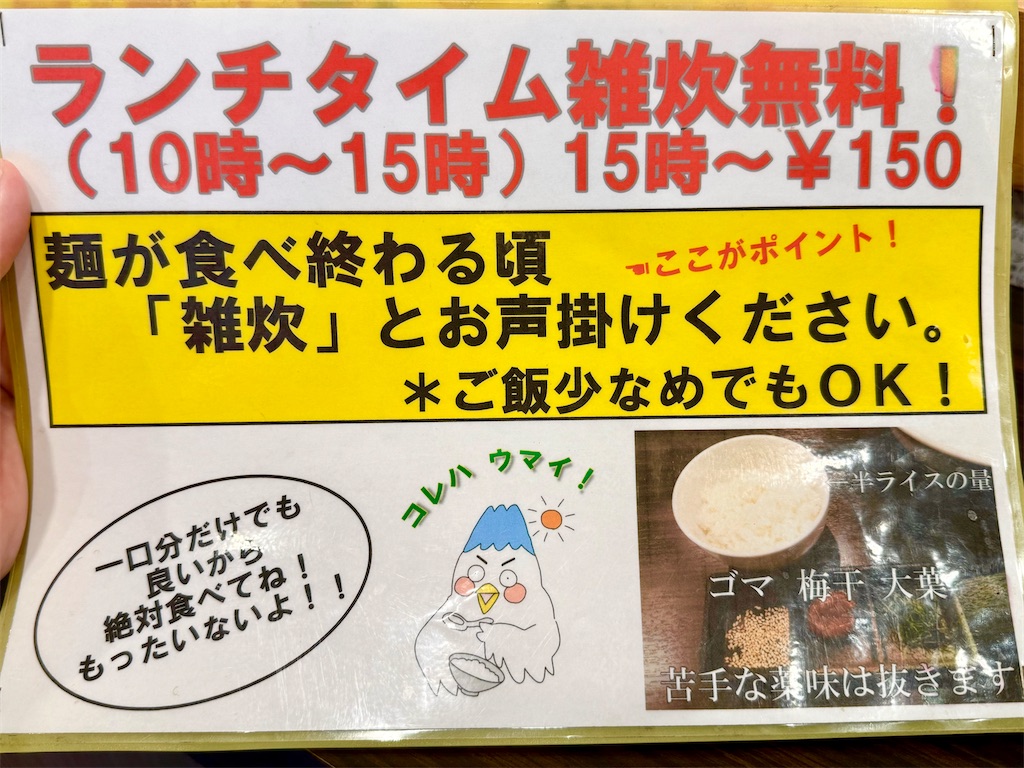 ランチタイム雑炊無料！
（10時～15時）15時～￥150
麺が食べ終わる頃
☚ここがポイント！
「雑炊」とお声掛けください。
＊ご飯少なめでもOK！
コレハ ウマイ！
一口分だけでも
良いから
絶対食べてね！
もったいないよ！！
半ライスの量
ゴマ 梅干 大葉
苦手な薬味は抜きます